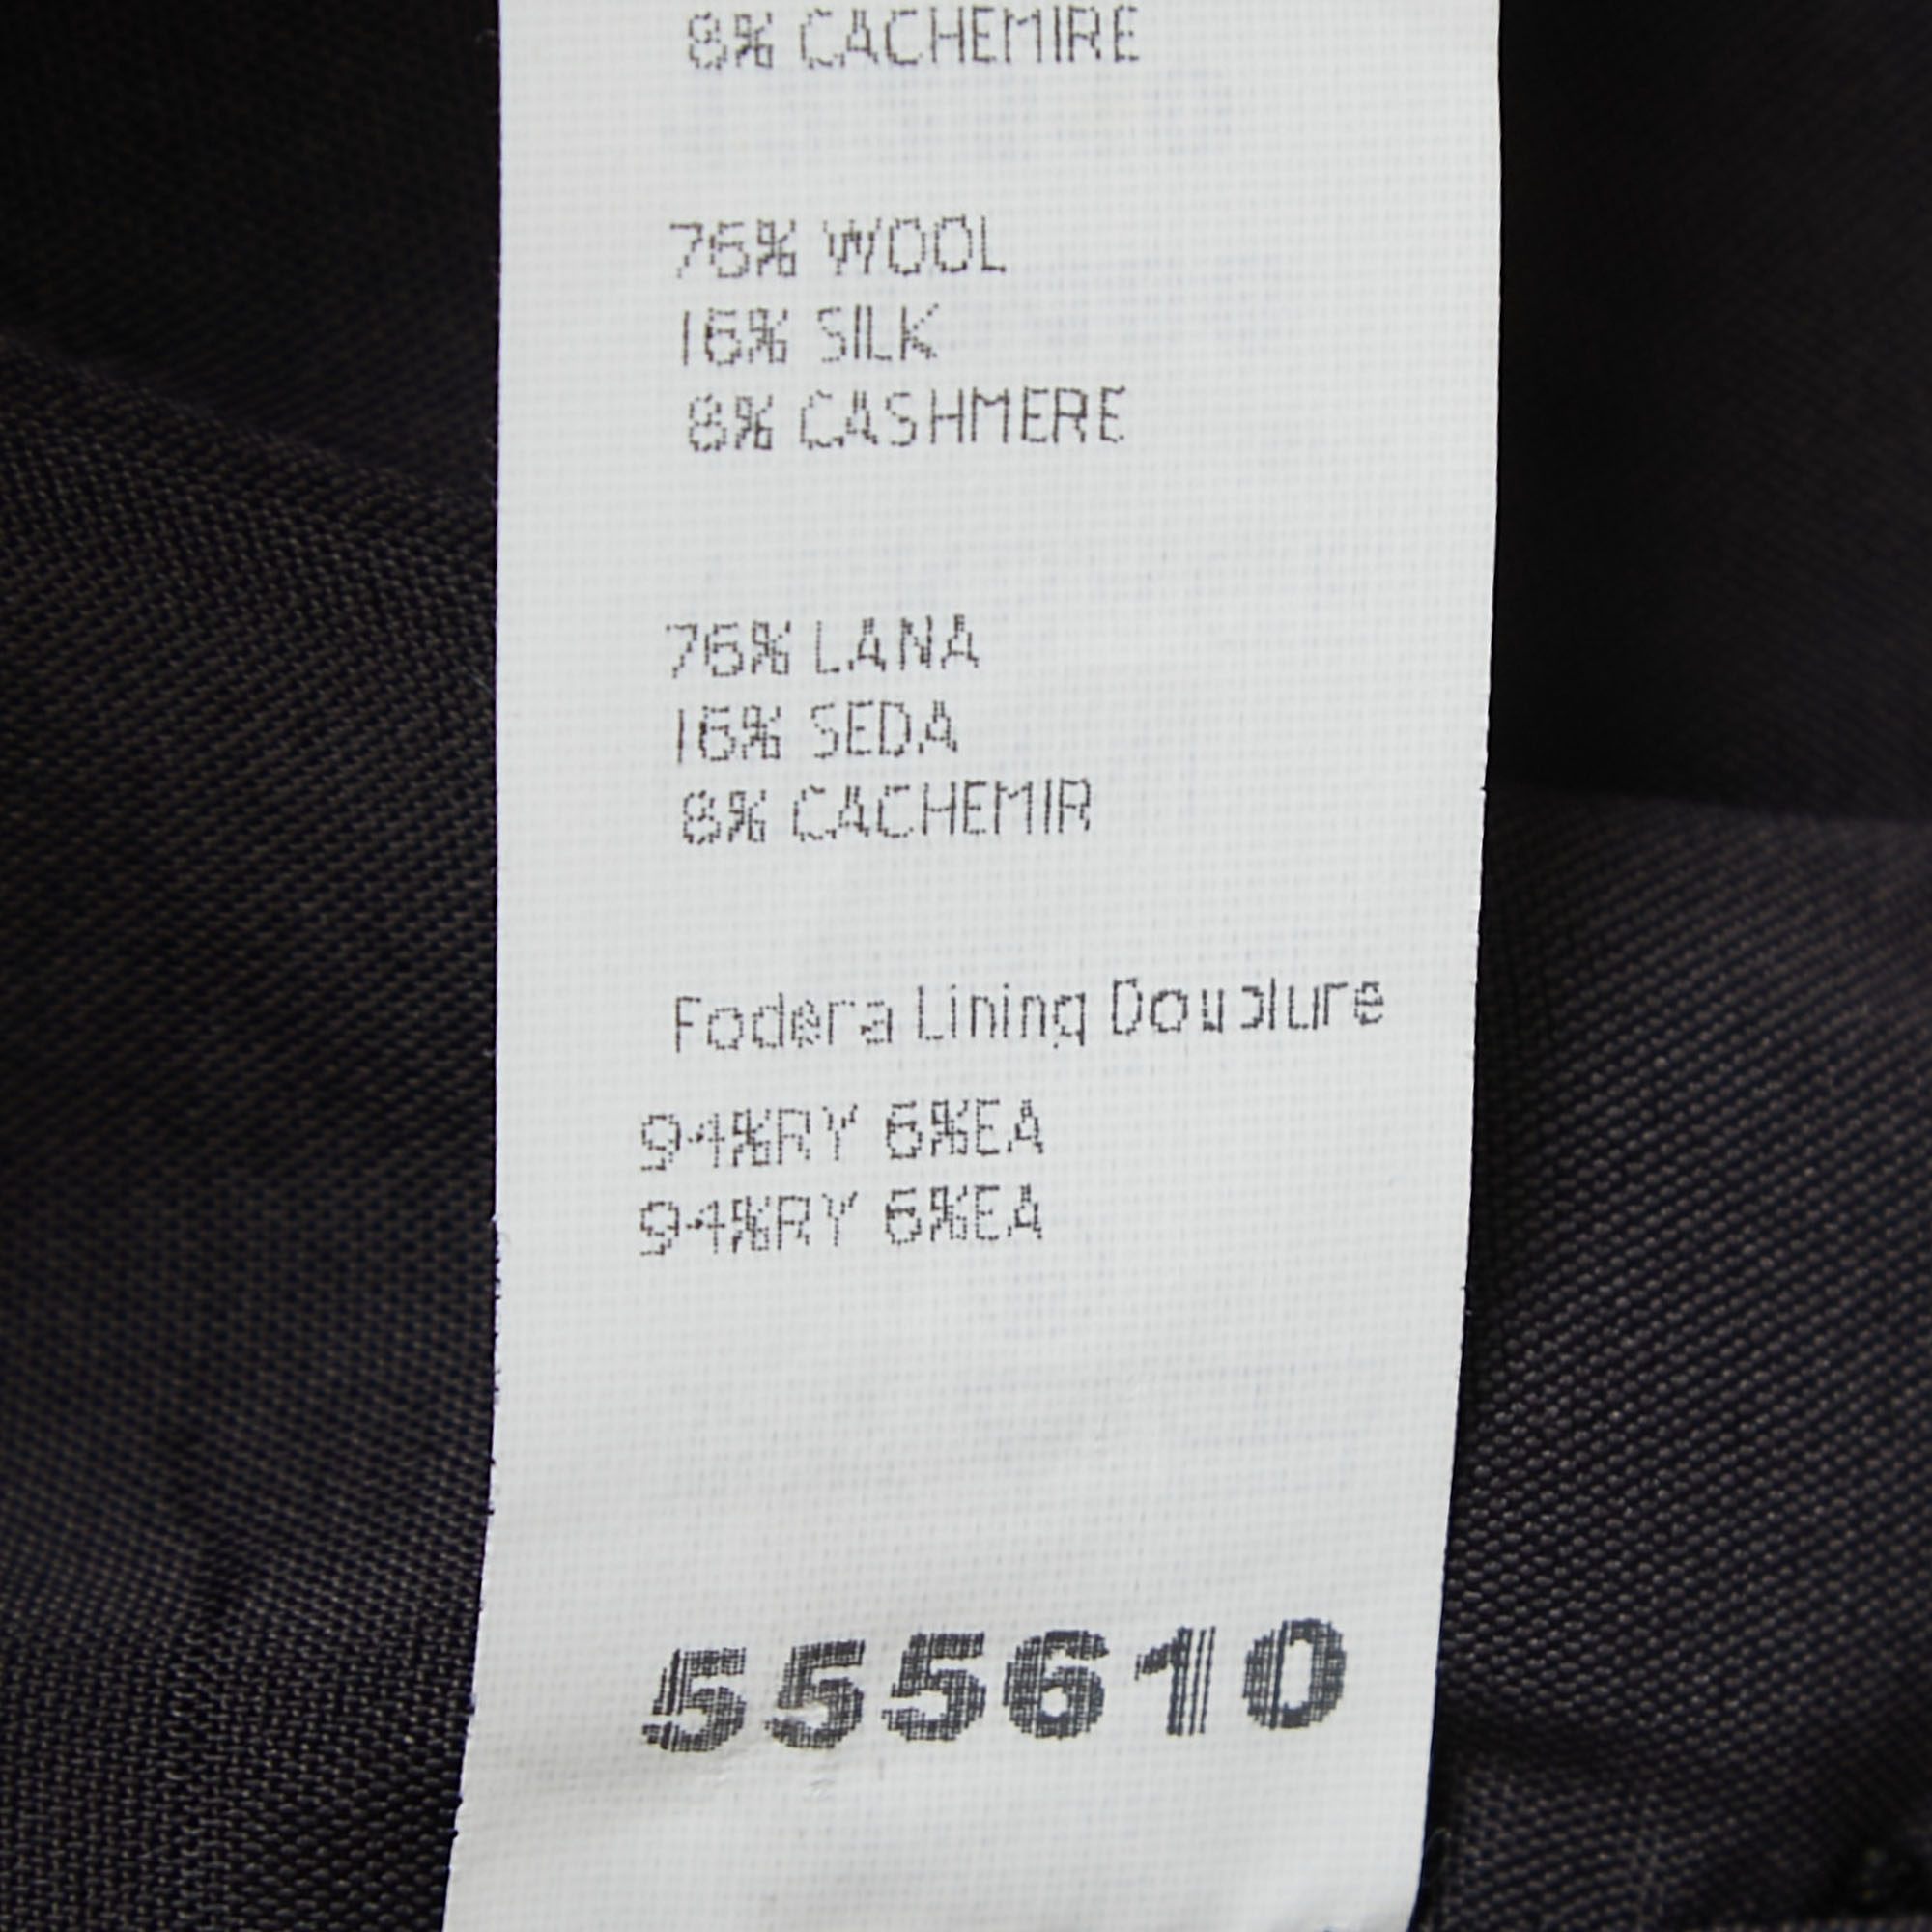 8% CACHEMIRE
76% WOOL
16% SILK
8% CASHMERE
76% LANA
16% SEDA
8% CACHEMIR
Fodera Lining Doublure
94%RY 6%EA
94%RY 6%EA
555610